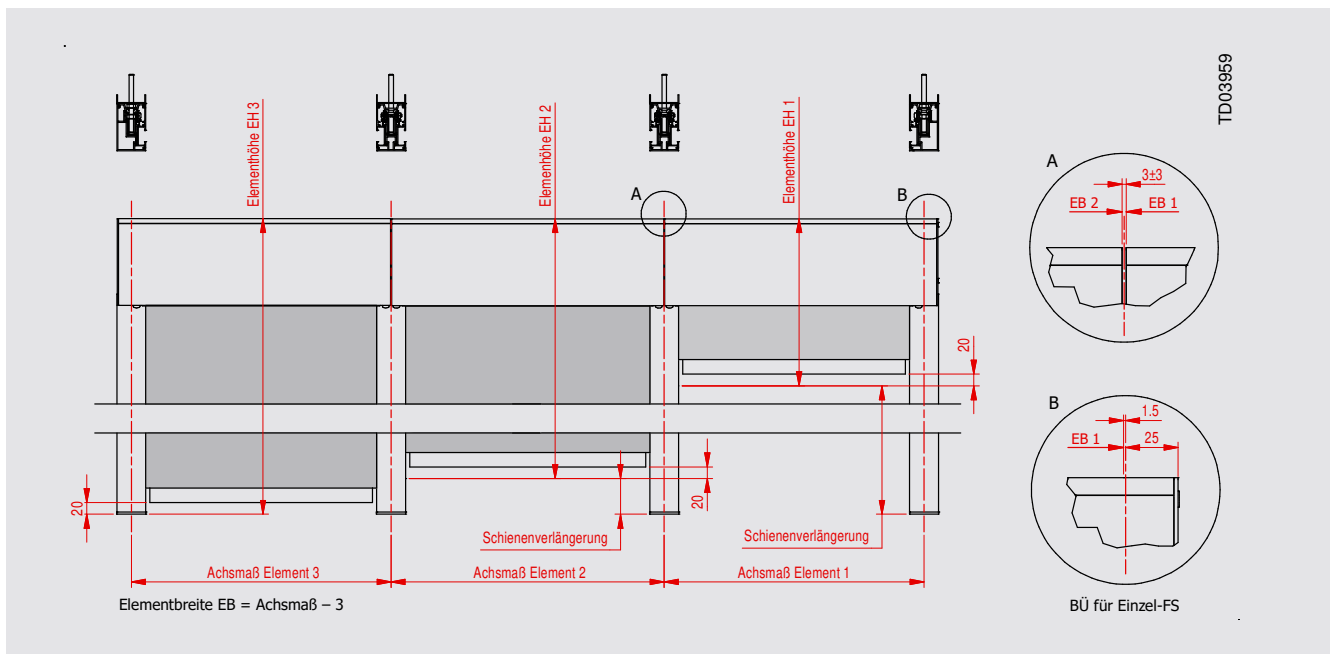 TD03959
Elementhöhe EH 3
Elemenhöhe EH 2
Elementhöhe EH 1
A
B
20
20
20
Schienenverlängerung
Schienenverlängerung
Achsmaß Element 3
Achsmaß Element 2
Achsmaß Element 1
Elementbreite EB = Achsmaß – 3
A
3±3
EB 2
EB 1
B
1.5
EB 1
25
BÜ für Einzel-FS